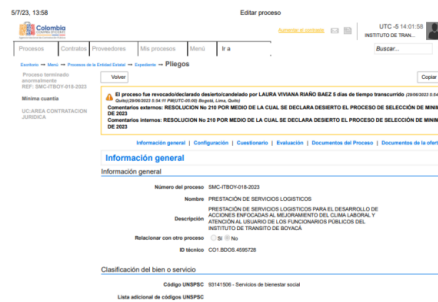 5/7/23, 13:58
Editar proceso
Colombia
Aumentar el contraste
UTC -5 14:01:58
INSTITUTO DE TRAN...
Procesos Contratos Proveedores Mis procesos Menú Ir a
Buscar...
Escritorio → Menú → Procesos de la Entidad Estatal → Expediente → Pliegos
Proceso terminado
anormalmente
REF: SMC-ITBOY-018-2023
Mínima cuantía
UC:AREA CONTRATACION
JURIDICA
Volver
Copiar
El proceso fue revocado/declarado desierto/cancelado por LAURA VIVIANA RIAÑO BAEZ 5 días de tiempo transcurrido
Comentarios externos: RESOLUCION No 210 POR MEDIO DE LA CUAL SE DECLARA DESIERTO EL PROCESO DE SELECCIÓN DE MINIM
DE 2023
Comentarios internos: RESOLUCION No 210 POR MEDIO DE LA CUAL SE DECLARA DESIERTO EL PROCESO DE SELECCIÓN DE MINIM
DE 2023
Información general | Configuración | Cuestionario | Evaluación | Documentos del Proceso | Documentos de la ofert
Información general
Información general
Número del proceso SMC-ITBOY-018-2023
Nombre PRESTACIÓN DE SERVICIOS LOGISTICOS
Descripción PRESTACIÓN DE SERVICIOS LOGISTICOS PARA EL DESARROLLO DE
ACCIONES ENFOCADAS AL MEJORAMIENTO DEL CLIMA LABORAL Y
ATENCIÓN AL USUARIO DE LOS FUNCIONARIOS PÚBLICOS DEL
INSTITUTO DE TRANSITO DE BOYACÁ
Relacionar con otro proceso Sí No
ID técnico CO1.BDOS.4595728
Clasificación del bien o servicio
Código UNSPSC 93141506 - Servicios de bienestar social
Lista adicional de códigos UNSPSC